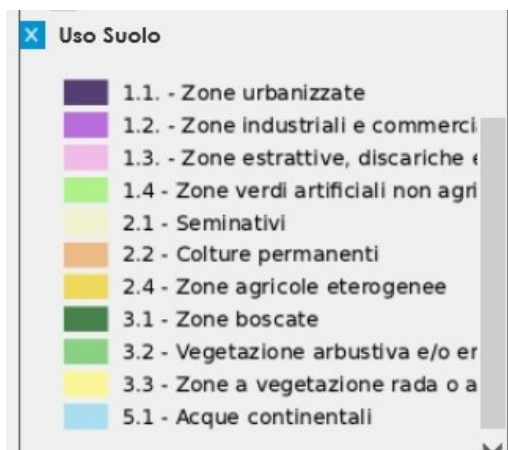 X Uso Suolo
1.1. - Zone urbanizzate
1.2. - Zone industriali e commerci
1.3. - Zone estrattive, discariche e
1.4 - Zone verdi artificiali non agri
2.1 - Seminativi
2.2 - Colture permanenti
2.4 - Zone agricole eterogenee
3.1 - Zone boscate
3.2 - Vegetazione arbustiva e/o er
3.3 - Zone a vegetazione rada o a
5.1 - Acque continentali